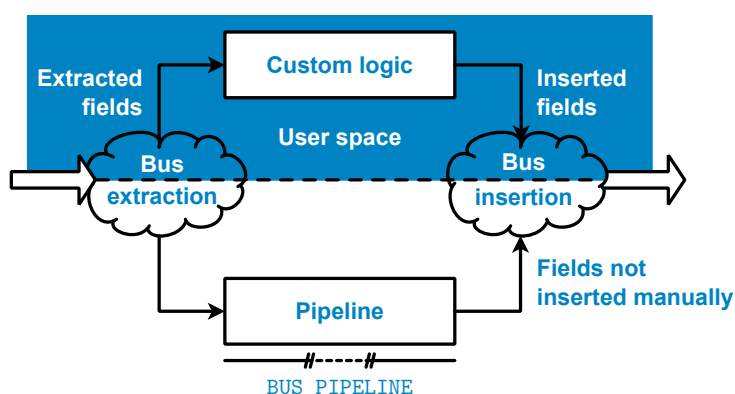 Custom logic
Extracted
fields
Inserted
fields
User space
Bus
extraction
Bus
insertion
Fields not
inserted manually
Pipeline
BUS PIPELINE